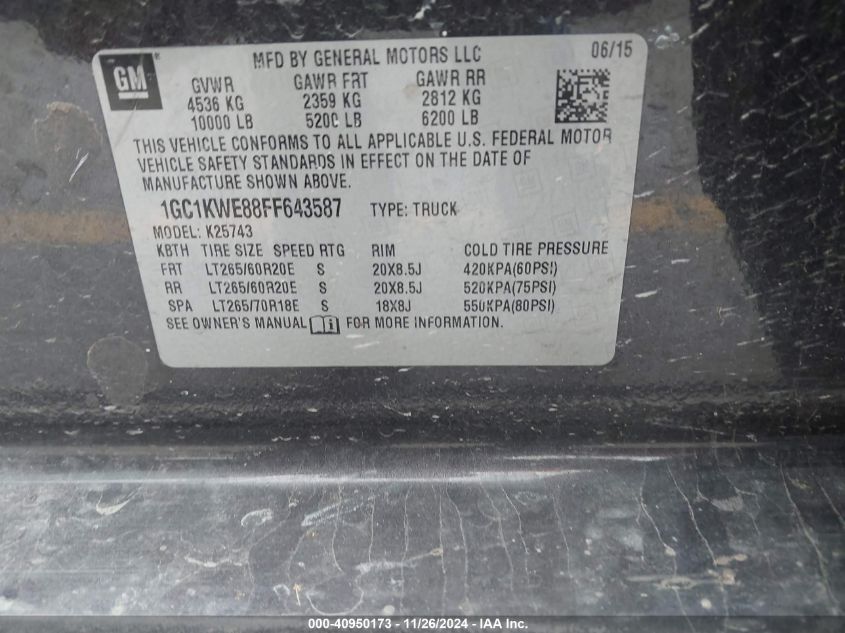 GM
MFD BY GENERAL MOTORS LLC 06/15
GVWR GAWR FRT GAWR RR
4536 KG 2359 KG 2812 KG
10000 LB 5200 LB 6200 LB
THIS VEHICLE CONFORMS TO ALL APPLICABLE U.S. FEDERAL MOTOR
VEHICLE SAFETY STANDARDS IN EFFECT ON THE DATE OF
MANUFACTURE SHOWN ABOVE.
1GC1KWE88FF643587 TYPE: TRUCK
MODEL: K25743
KBTH TIRE SIZE SPEED RTG RIM COLD TIRE PRESSURE
FRT LT265/60R20E S 20X8.5J 420KPA(60PSI)
RR LT265/60R20E S 20X8.5J 520KPA(75PSI)
SPA LT265/70R18E S 18X8J 550KPA(80PSI)
SEE OWNER'S MANUAL FOR MORE INFORMATION.
000-40950173 - 11/26/2024 - IAA Inc.